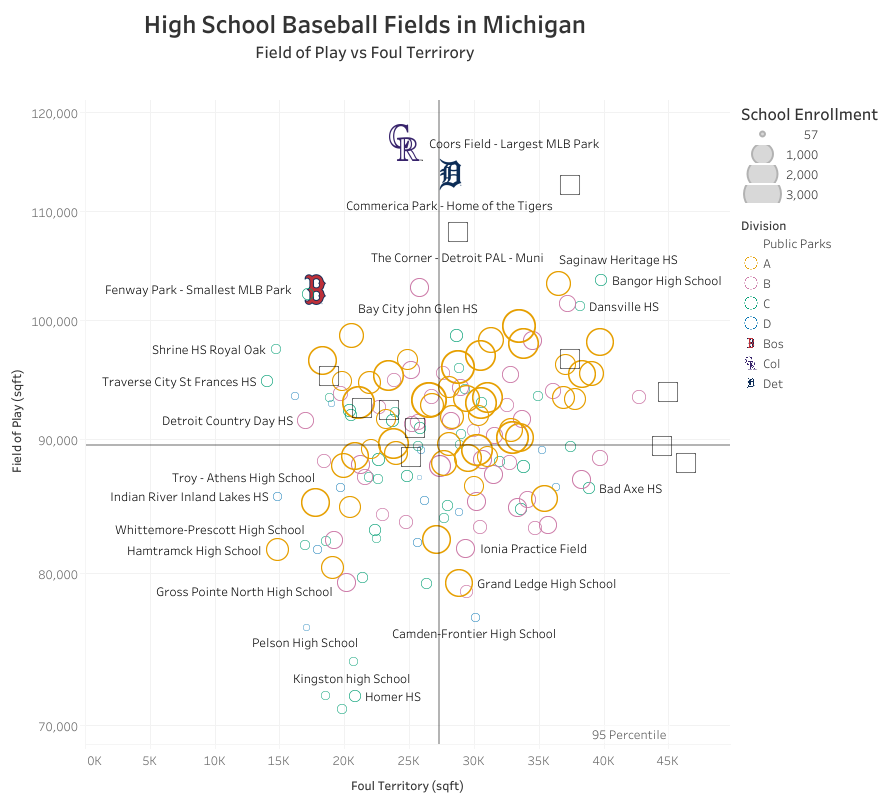 High School Baseball Fields in Michigan
Field of Play vs Foul Terrirory
120,000
110,000
100,000
90,000
80,000
70,000
Field of Play (sqft)
Coors Field - Largest MLB Park
Commerica Park - Home of the Tigers
The Corner - Detroit PAL - Muni
Saginaw Heritage HS
Bangor High School
Fenway Park - Smallest MLB Park
Dansville HS
Bay City john Glen HS
Shrine HS Royal Oak
Traverse City St Frances HS
Detroit Country Day HS
Troy - Athens High School
Bad Axe HS
Indian River Inland Lakes HS
Whittemore-Prescott High School
Hamtramck High School
Ionia Practice Field
Grand Ledge High School
Gross Pointe North High School
Camden-Frontier High School
Pelson High School
Kingston high School
Homer HS
95 Percentile
0K
5K
10K
15K
20K
25K
30K
35K
40K
45K
Foul Territory (sqft)
School Enrollment
57
1,000
2,000
3,000
Division
Public Parks
A
B
C
D
Bos
Col
Det